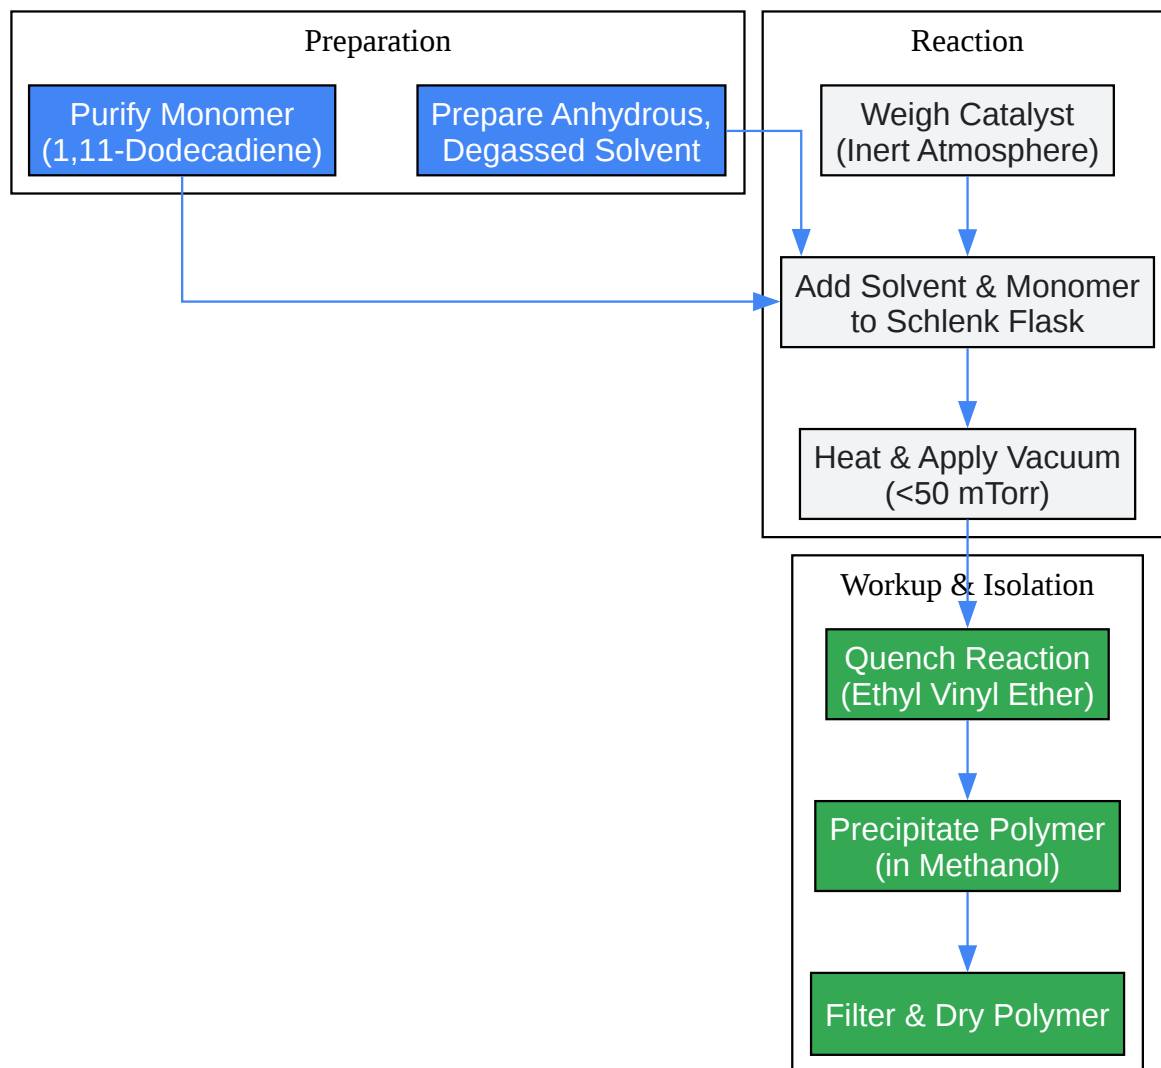 Preparation
Purify Monomer
(1,11-Dodecadiene)
Prepare Anhydrous,
Degassed Solvent
Reaction
Weigh Catalyst
(Inert Atmosphere)
Add Solvent & Monomer
to Schlenk Flask
Heat & Apply Vacuum
(<50 mTorr)
Workup & Isolation
Quench Reaction
(Ethyl Vinyl Ether)
Precipitate Polymer
(in Methanol)
Filter & Dry Polymer